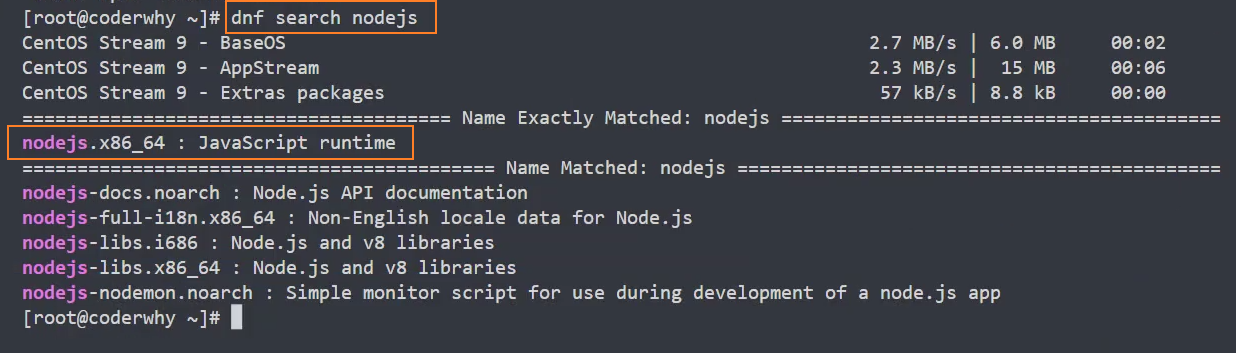 [root@coderwhy ~]# dnf search nodejs
CentOS Stream 9 - BaseOS 2.7 MB/s | 6.0 MB 00:02
CentOS Stream 9 - AppStream 2.3 MB/s | 15 MB 00:06
CentOS Stream 9 - Extras packages 57 kB/s | 8.8 kB 00:00
======================================= Name Exactly Matched: nodejs ========================================
nodejs.x86_64 : JavaScript runtime
=========================================== Name Matched: nodejs ============================================
nodejs-docs.noarch : Node.js API documentation
nodejs-full-i18n.x86_64 : Non-English locale data for Node.js
nodejs-libs.i686 : Node.js and v8 libraries
nodejs-libs.x86_64 : Node.js and v8 libraries
nodejs-nodemon.noarch : Simple monitor script for use during development of a node.js app
[root@coderwhy ~]#